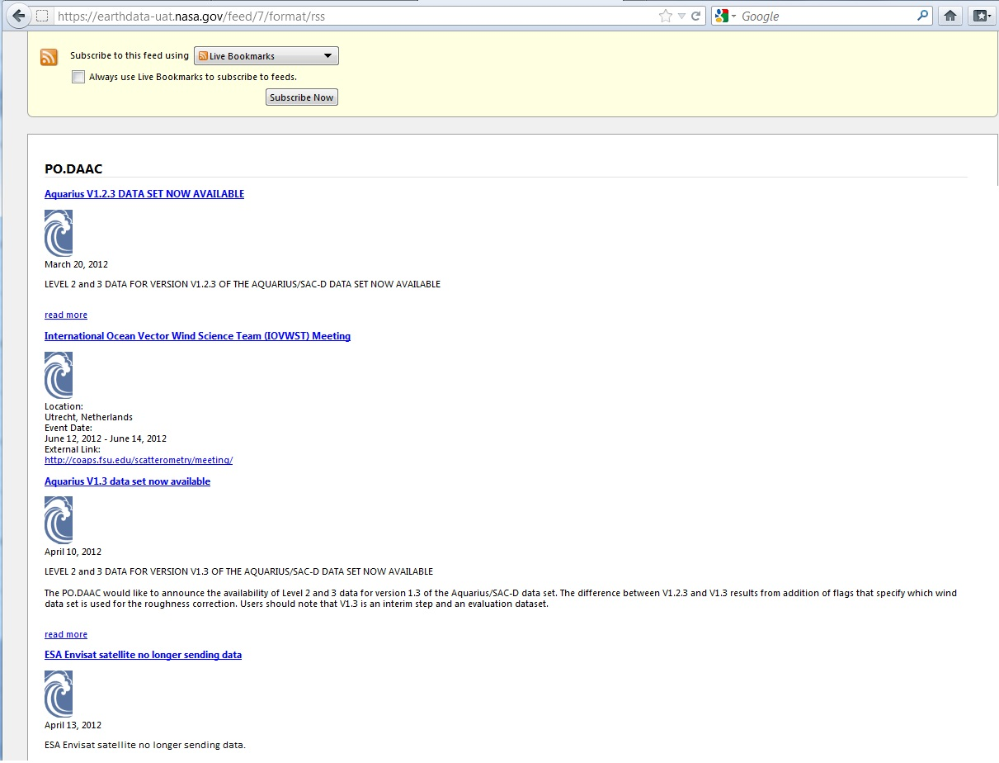 https://earthdata-uat.nasa.gov/feed/7/format/rss
Google
Subscribe to this feed using Live Bookmarks
Always use Live Bookmarks to subscribe to feeds.
Subscribe Now
PO.DAAC
Aquarius V1.2.3 DATA SET NOW AVAILABLE
March 20, 2012
LEVEL 2 and 3 DATA FOR VERSION V1.2.3 OF THE AQUARIUS/SAC-D DATA SET NOW AVAILABLE
read more
International Ocean Vector Wind Science Team (IOVWST) Meeting
Location:
Utrecht, Netherlands
Event Date:
June 12, 2012 - June 14, 2012
External Link:
http://coaps.fsu.edu/scatterometry/meeting/
Aquarius V1.3 data set now available
April 10, 2012
LEVEL 2 and 3 DATA FOR VERSION V1.3 OF THE AQUARIUS/SAC-D DATA SET NOW AVAILABLE
The PO.DAAC would like to announce the availability of Level 2 and 3 data for version 1.3 of the Aquarius/SAC-D data set. The difference between V1.2.3 and V1.3 results from addition of flags that specify which wind
data set is used for the roughness correction. Users should note that V1.3 is an interim step and an evaluation dataset.
read more
ESA Envisat satellite no longer sending data
April 13, 2012
ESA Envisat satellite no longer sending data.